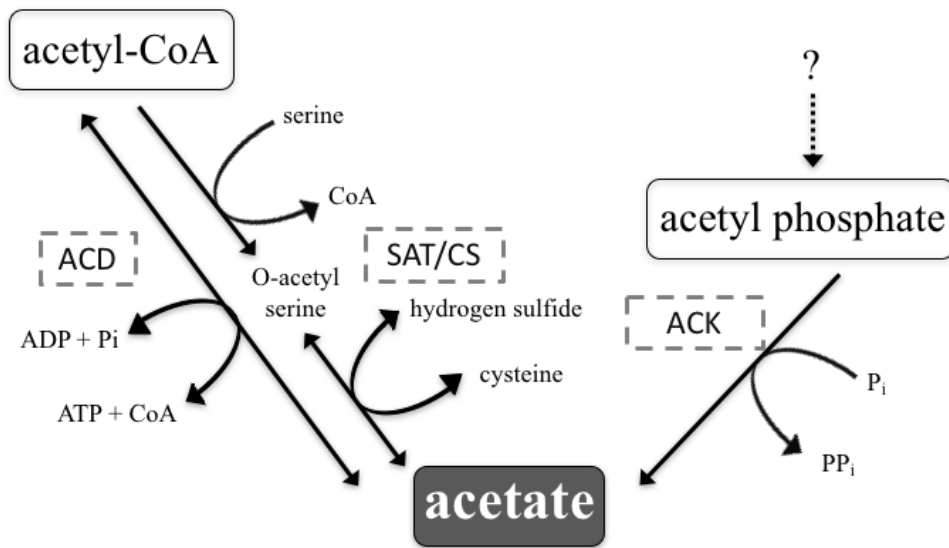 acetyl-CoA
?
serine
CoA
acetyl phosphate
ACD
SAT/CS
O-acetyl
serine
hydrogen sulfide
ACK
ADP + Pi
cysteine
Pi
ATP + CoA
PPi
acetate